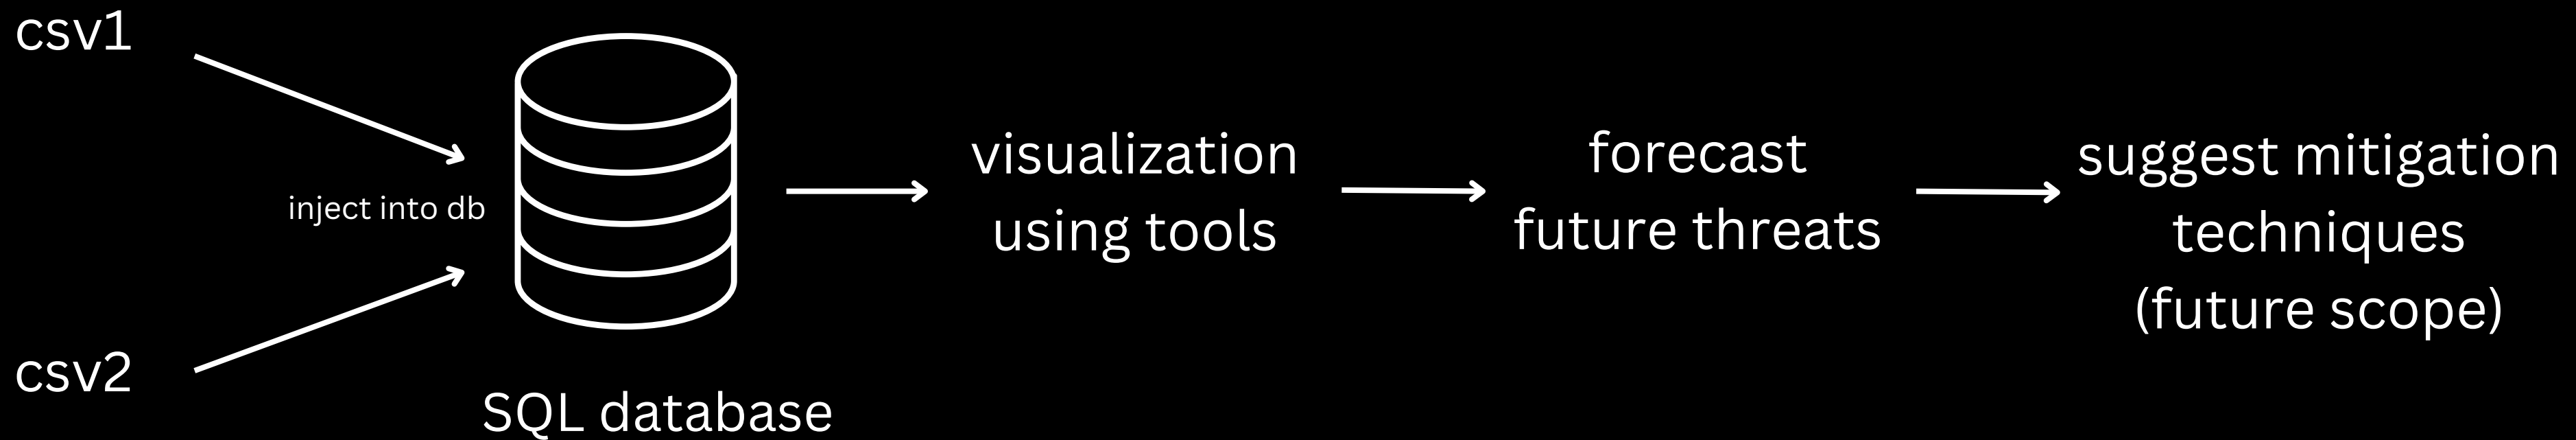 csv1
inject into db
csv2
SQL database
visualization
using tools
forecast
future threats
suggest mitigation
techniques
(future scope)